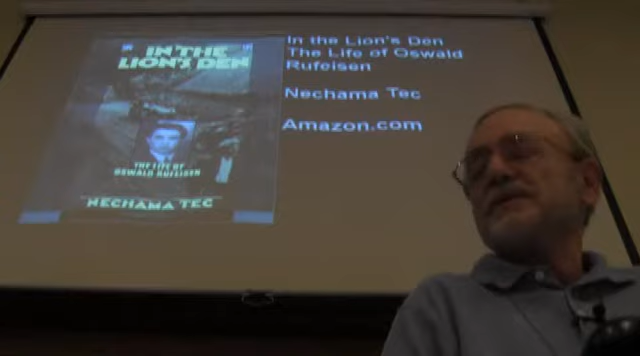 IN THE
LION'S DEN
THE LIFE OF
OSWALD RUFEISEN
NECHAMA TEC
In the Lion's Den
The Life of Oswald
Rufeisen
Nechama Tec
Amazon.com